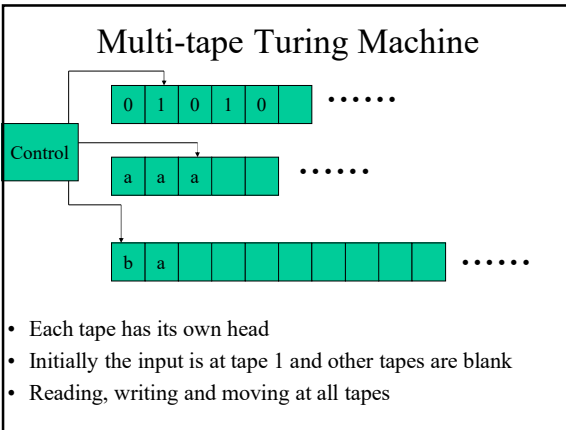 Multi-tape Turing Machine
0 1 0 1 0 ......
Control
a a a ......
b a ......
• Each tape has its own head
• Initially the input is at tape 1 and other tapes are blank
• Reading, writing and moving at all tapes